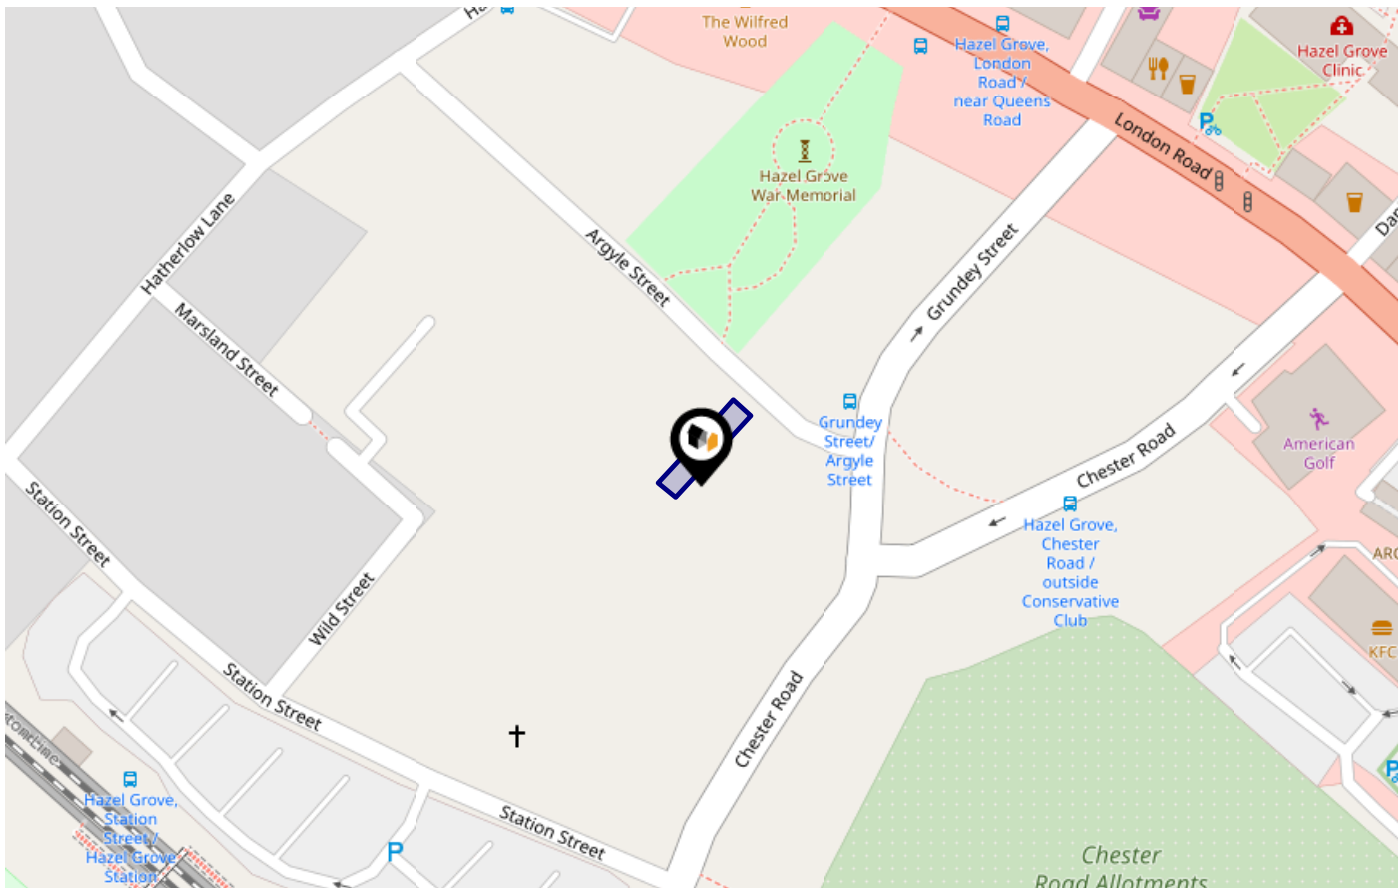 Ha
The Wilfred
Wood
Hazel Grove,
London
Road /
near Queens
Road
Hazel Grove
Clinic
London Road
Hazel Grove
War Memorial
Hatherlow Lane
Argyle Street
Grundey Street
Dar
Marsland Street
Grundey
Street/
Argyle
Street
Chester Road
American
Golf
Station Street
Hazel Grove,
Chester
Road /
outside
Conservative
Club
ARG
Wild Street
KFC
Station Street
Chester Road
P
Hazel Grove,
Station
Street /
Hazel Grove
Station
P
Station Street
P
Chester
Road Allotments